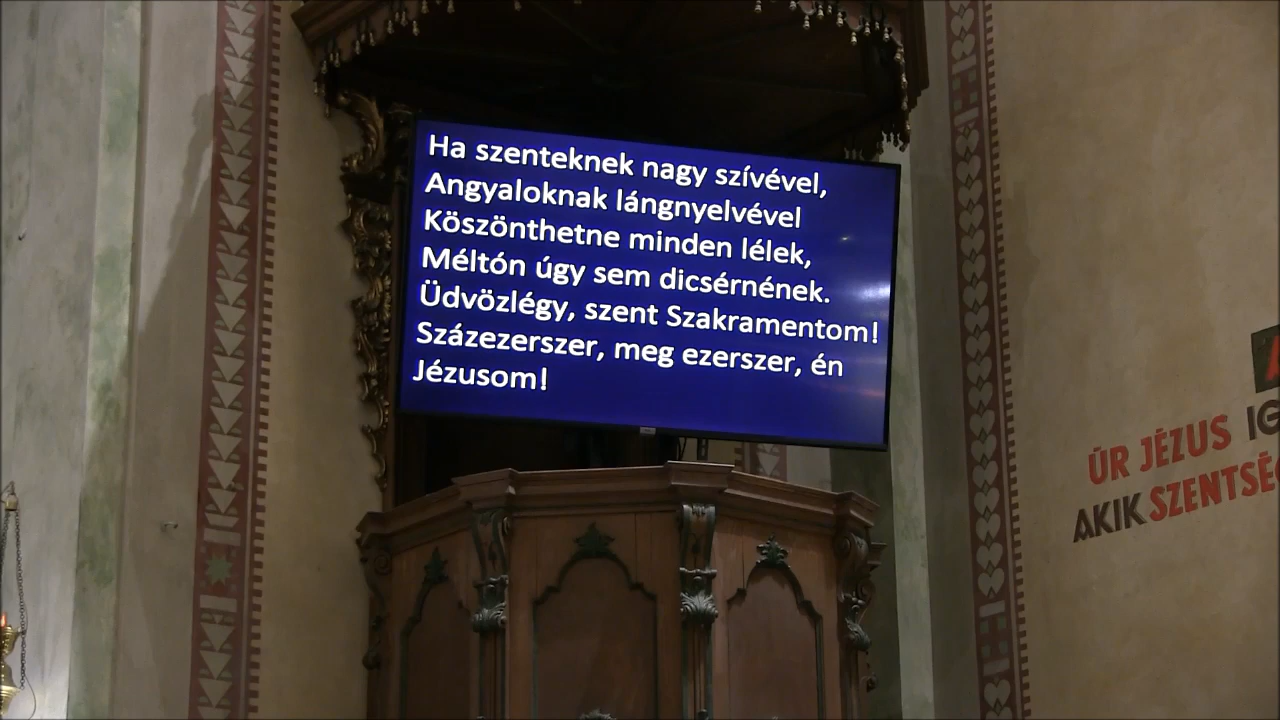 Ha szenteknek nagy szívével,
Angyaloknak lángnyelvével
Köszönthetne minden lélek,
Méltón úgy sem dicsérnének.
Üdvözlégy, szent Szakramentom!
Százezerszer, meg ezerszer, én
Jézusom!
ÚR JÉZUS
AKIK